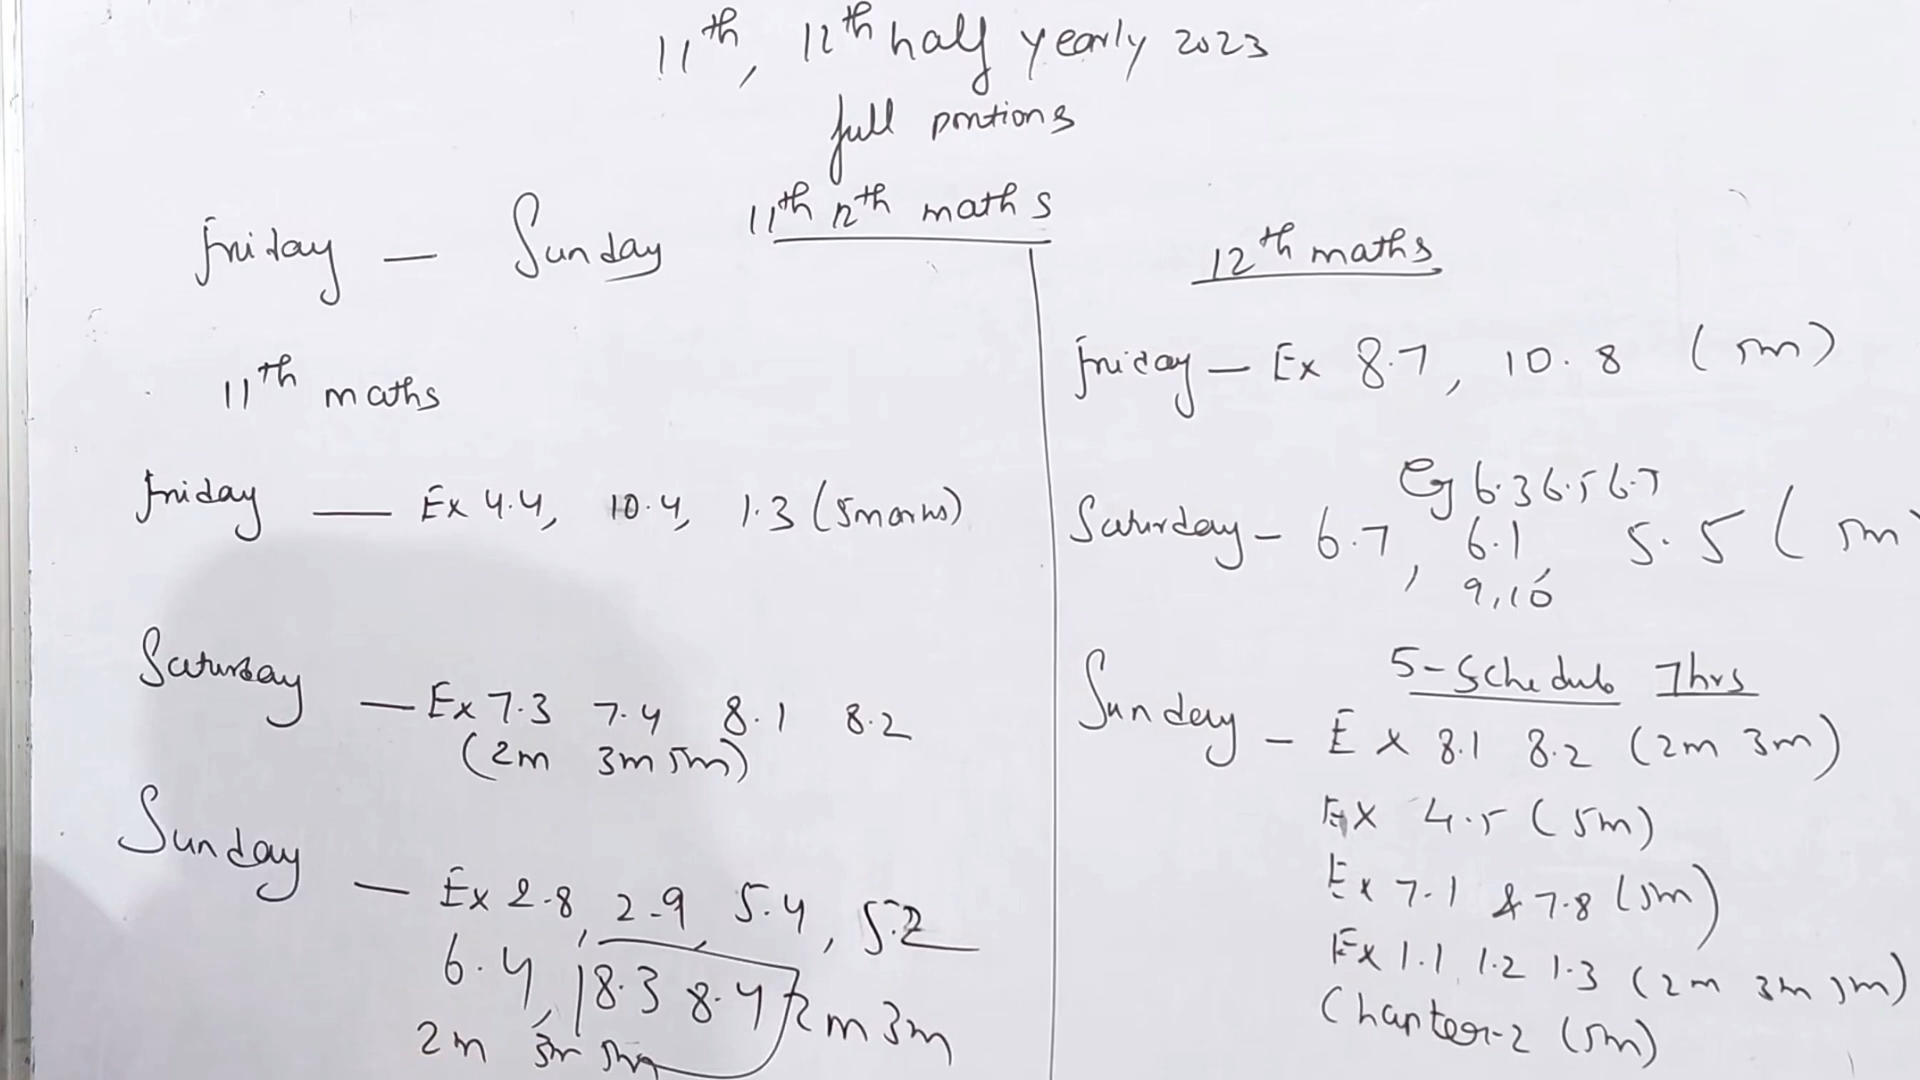 11th, 12th half yearly 2023
full portions
11th 12th maths
Friday — Sunday
11th maths
Friday — Ex 4.4, 10.4, 1.3 (5marks)
Saturday — Ex 7.3 7.4 8.1 8.2
(2m 3m 5m)
Sunday — Ex 2.8, 2.9, 5.4, 5.2
6.4, 8.3 8.4 2m 3m
2m 3m 5m
12th maths
Friday — Ex 8.7, 10.8 (5m)
Eg 6.3 6.5 6.7
Saturday - 6.7, 6.1 5.5 (5m
9,10
5-Schedule 7hrs
Sunday - Ex 8.1 8.2 (2m 3m)
Ex 4.5 (5m)
Ex 7.1 & 7.8 (5m)
Ex 1.1 1.2 1.3 (2m 3m 5m)
Chapter-2 (5m)